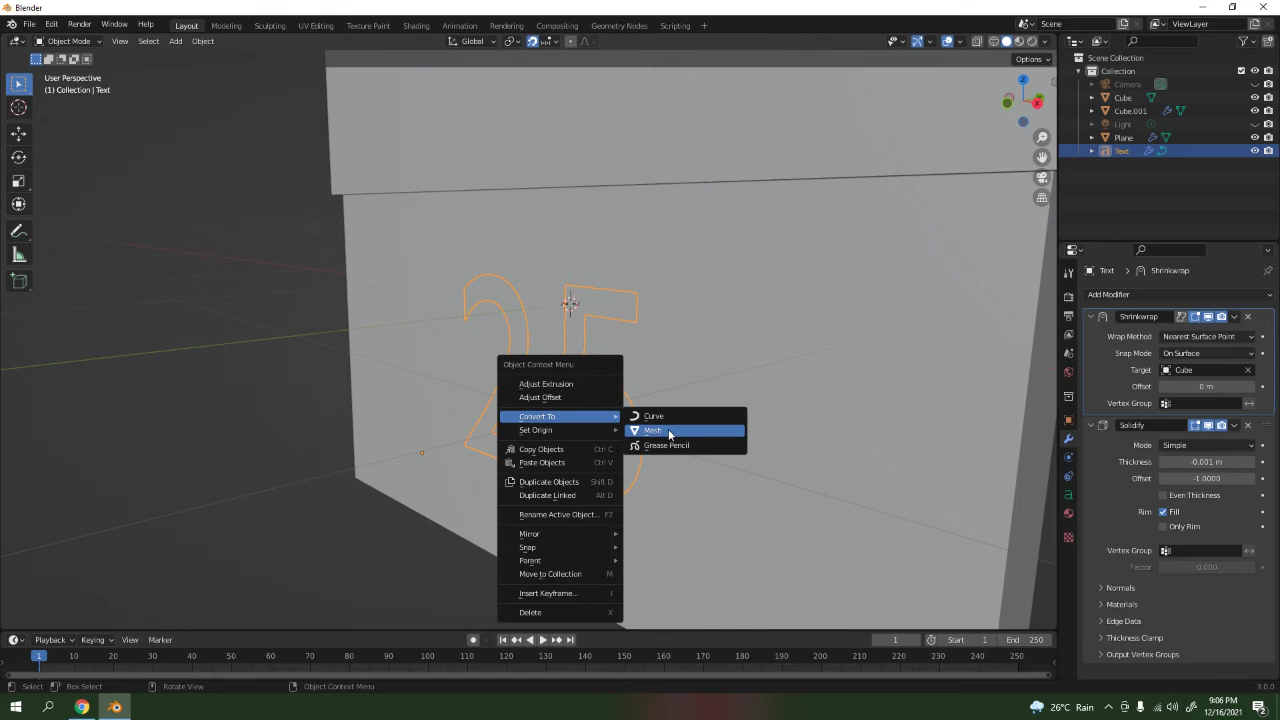 Blender
File Edit Render Window Help Layout Modeling Sculpting UV Editing Texture Paint Shading Animation Rendering Compositing Geometry Nodes Scripting + Scene ViewLayer
Object Mode View Select Add Object Global
Options
User Perspective
(1) Collection | Text
Z
X
25
Scene Collection
Collection
Camera
Cube
Cube.001
Light
Plane
Text
Text > Shrinkwrap
Add Modifier
Shrinkwrap
Wrap Method Nearest Surface Point
Snap Mode On Surface
Target Cube
Offset 0 m
Vertex Group
Solidify
Mode Simple
Thickness -0.001 m
Offset -1.0000
Even Thickness
Rim Fill
Only Rim
Vertex Group
Factor 0.000
Normals
Materials
Edge Data
Thickness Clamp
Output Vertex Groups
Object Context Menu
Adjust Extrusion
Adjust Offset
Convert To
Set Origin
Copy Objects Ctrl C
Paste Objects Ctrl V
Duplicate Objects Shift D
Duplicate Linked Alt D
Rename Active Object... F2
Mirror
Snap
Parent
Move to Collection M
Insert Keyframe... I
Delete X
Curve
Mesh
Grease Pencil
Playback Keying View Marker 1 Start 1 End 250
1 10 20 30 40 50 60 70 80 90 100 110 120 130 140 150 160 170 180 190 200 210 220 230 240 250
Select Box Select Rotate View Object Context Menu 3.0.0
26°C Rain
9:06 PM
12/16/2021
2